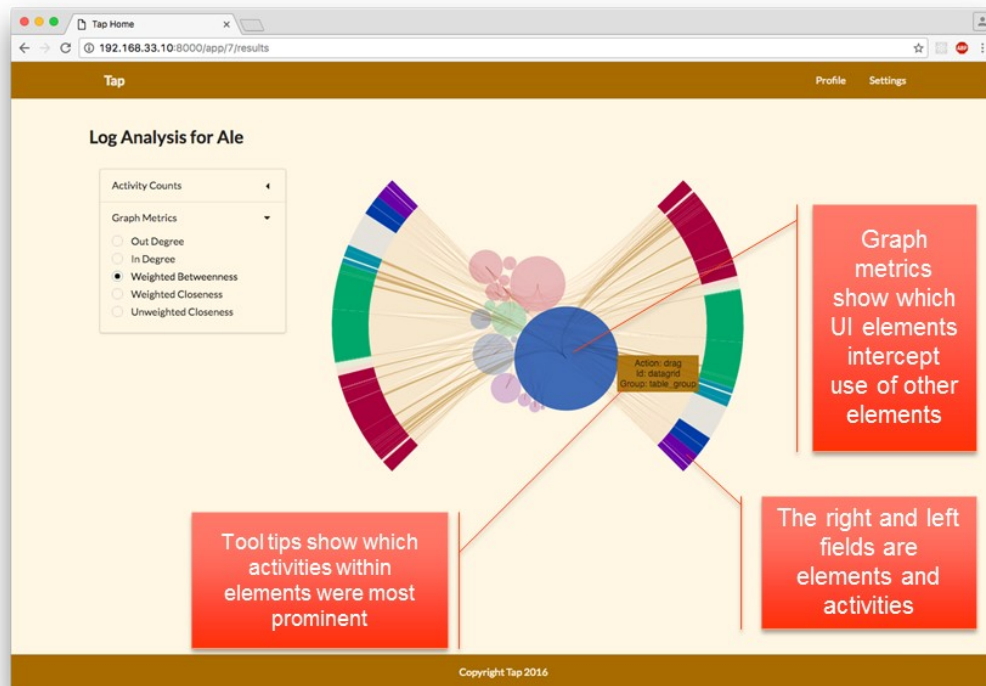 Tap Home
192.168.33.10:8000/app/7/results
ABP
Tap
Profile
Settings
Log Analysis for Ale
Activity Counts
Graph Metrics
Out Degree
In Degree
Weighted Betweenness
Weighted Closeness
Unweighted Closeness
Action: drag
Id: datagrid
Group: table_group
Graph
metrics
show which
UI elements
intercept
use of other
elements
Tool tips show which
activities within
elements were most
prominent
The right and left
fields are
elements and
activities
Copyright Tap 2016